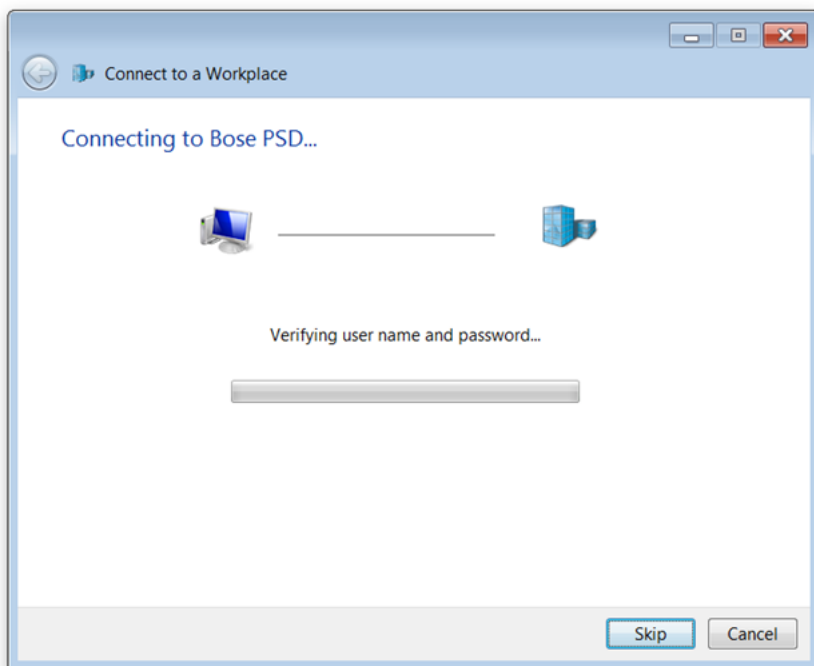 Connect to a Workplace
Connecting to Bose PSD...
Verifying user name and password...
Skip
Cancel